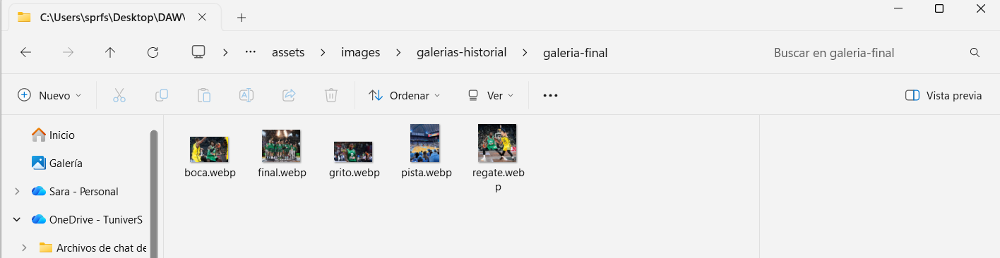 C:\Users\sprfs\Desktop\DAW\
... assets > images > galerias-historial > galeria-final
Buscar en galeria-final
Nuevo
Ordenar
Ver
...
Vista previa
Inicio
Galería
Sara - Personal
OneDrive - TuniverS
Archivos de chat de
boca.webp
final.webp
grito.webp
pista.webp
regate.web
p